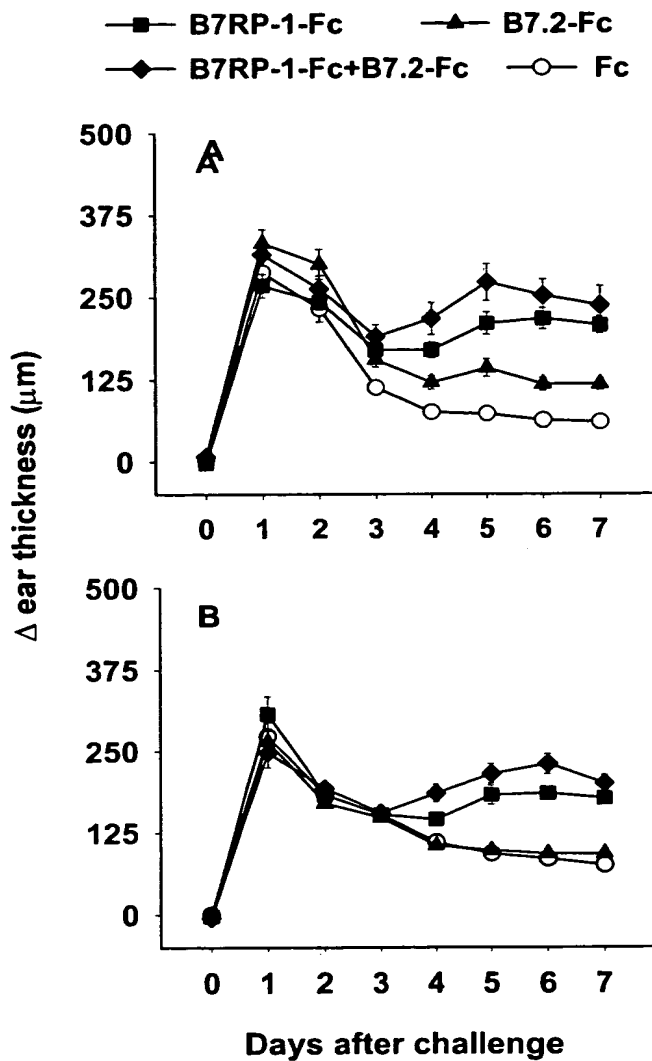 B7RP-1-Fc B7.2-Fc
B7RP-1-Fc+B7.2-Fc Fc
Δ ear thickness (μm)
A
A
500
375
250
125
0
0 1 2 3 4 5 6 7
B
500
375
250
125
0
0 1 2 3 4 5 6 7
Days after challenge